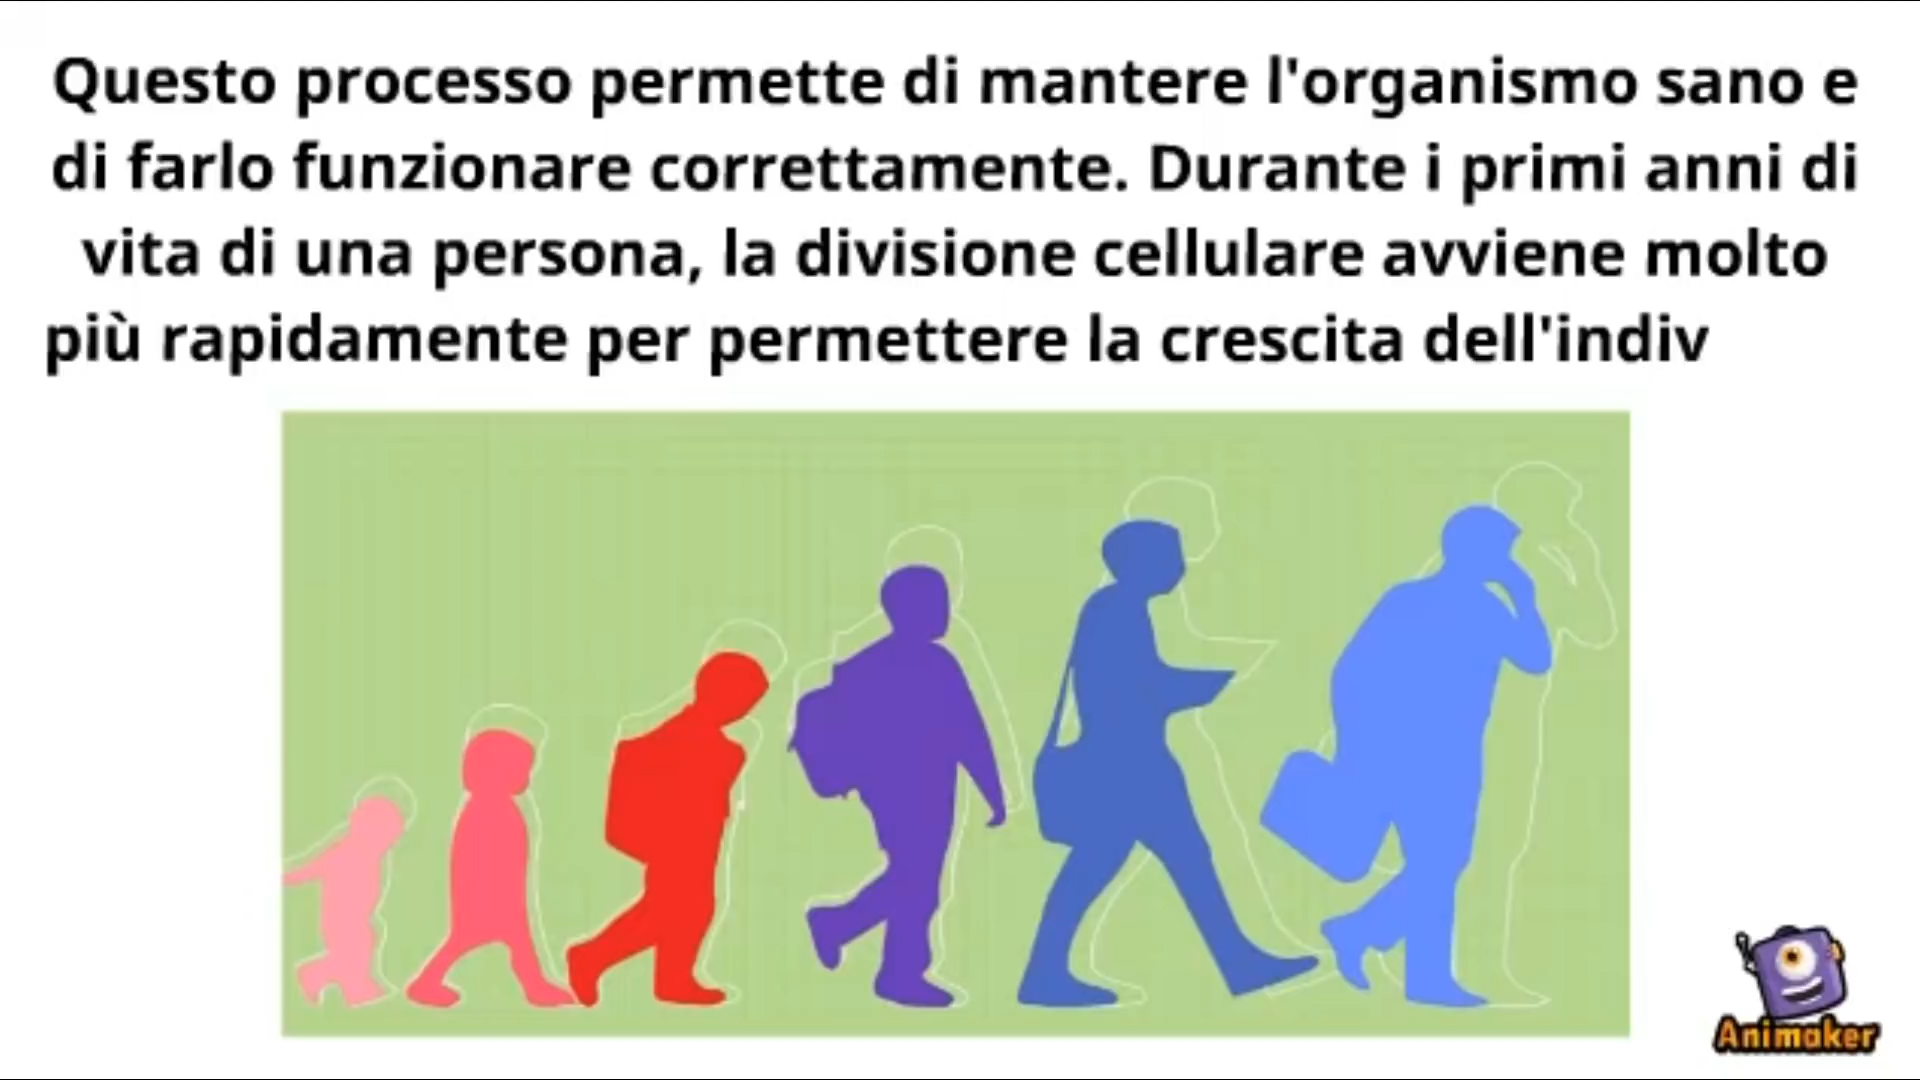 Questo processo permette di mantere l'organismo sano e
di farlo funzionare correttamente. Durante i primi anni di
vita di una persona, la divisione cellulare avviene molto
più rapidamente per permettere la crescita dell'indiv
Animaker